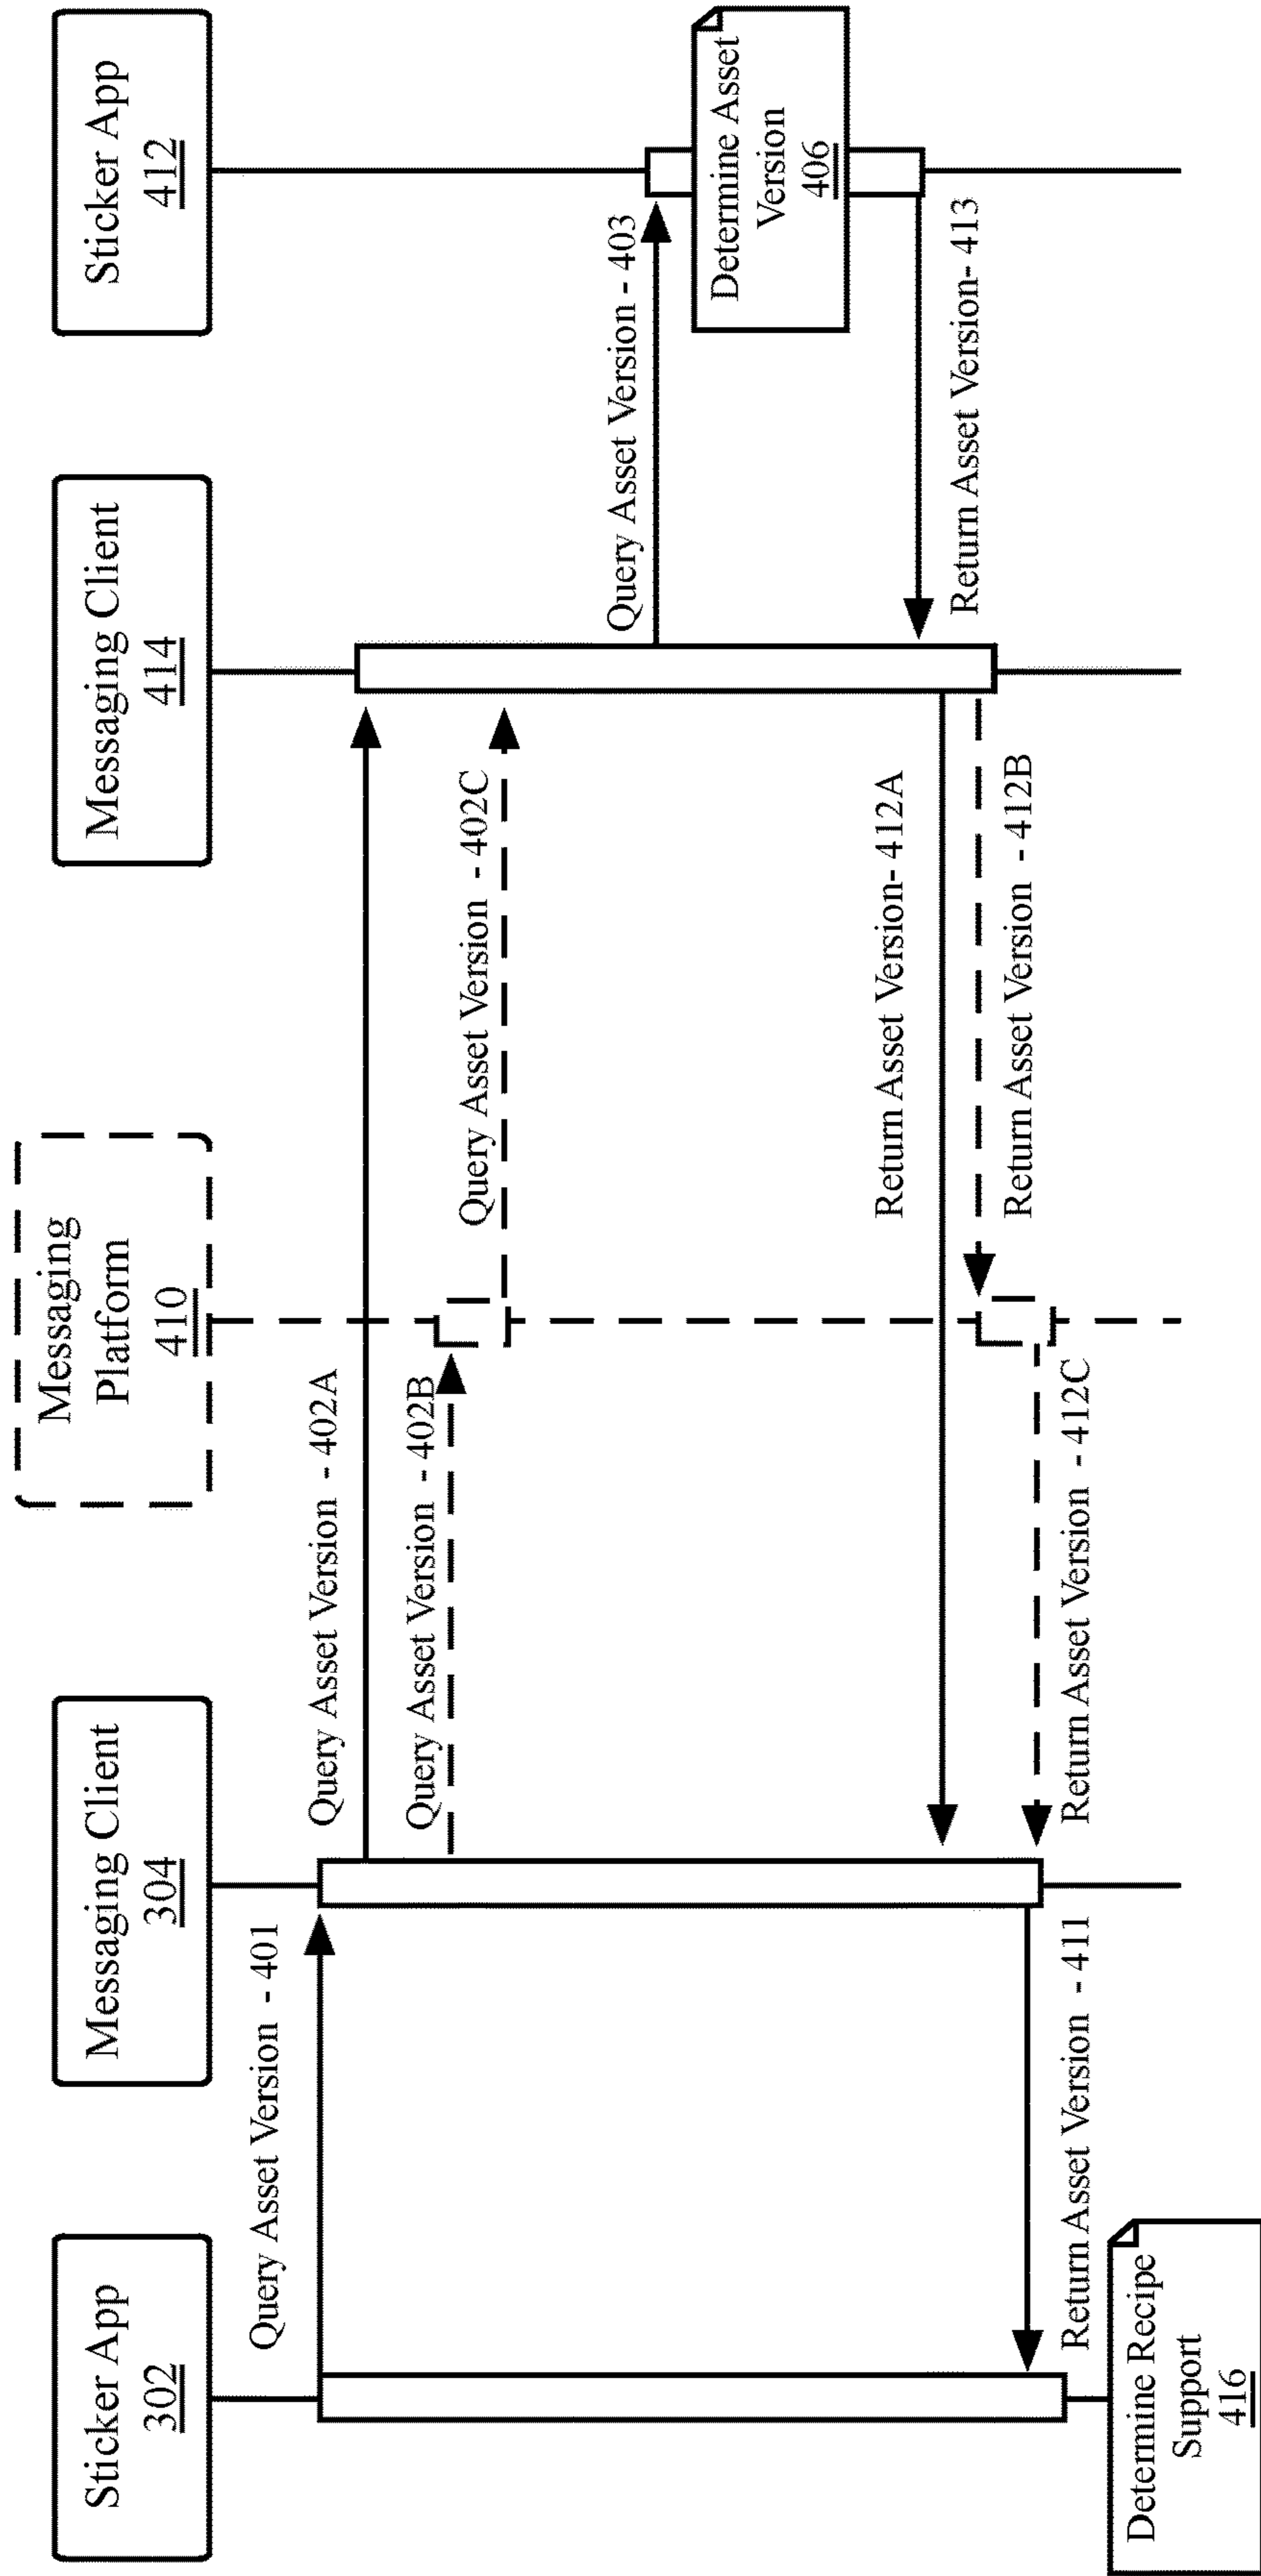 Sticker App
302
Messaging Client
304
Messaging
Platform
410
Messaging Client
414
Sticker App
412
Query Asset Version - 401
Query Asset Version - 402A
Query Asset Version - 402B
Query Asset Version - 402C
Query Asset Version - 403
Determine Asset
Version
406
Return Asset Version- 413
Return Asset Version- 412A
Return Asset Version - 412B
Return Asset Version - 412C
Return Asset Version - 411
Determine Recipe
Support
416